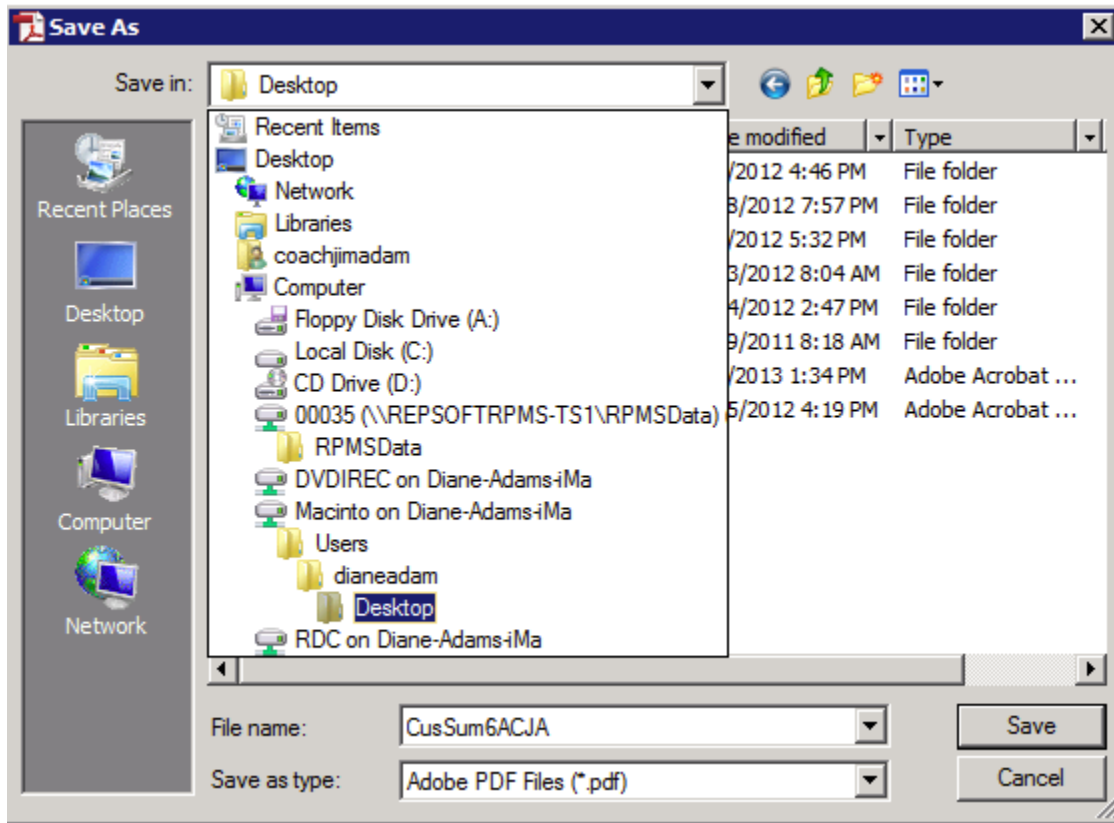 Save As
Save in:
Desktop
Recent Items
Desktop
Network
Libraries
coachjimadam
Computer
Floppy Disk Drive (A:)
Local Disk (C:)
CD Drive (D:)
00035 (\\REPSOFTRPMS-TS1\RPMSData)
RPMSData
DVDIREC on Diane-Adams-iMa
Macinto on Diane-Adams-iMa
Users
dianeadam
Desktop
RDC on Diane-Adams-iMa
Recent Places
Desktop
Libraries
Computer
Network
e modified Type
/2012 4:46 PM File folder
8/2012 7:57 PM File folder
/2012 5:32 PM File folder
3/2012 8:04 AM File folder
4/2012 2:47 PM File folder
9/2011 8:18 AM File folder
/2013 1:34 PM Adobe Acrobat ...
5/2012 4:19 PM Adobe Acrobat ...
File name: CusSum6ACJA Save
Save as type: Adobe PDF Files (*.pdf) Cancel